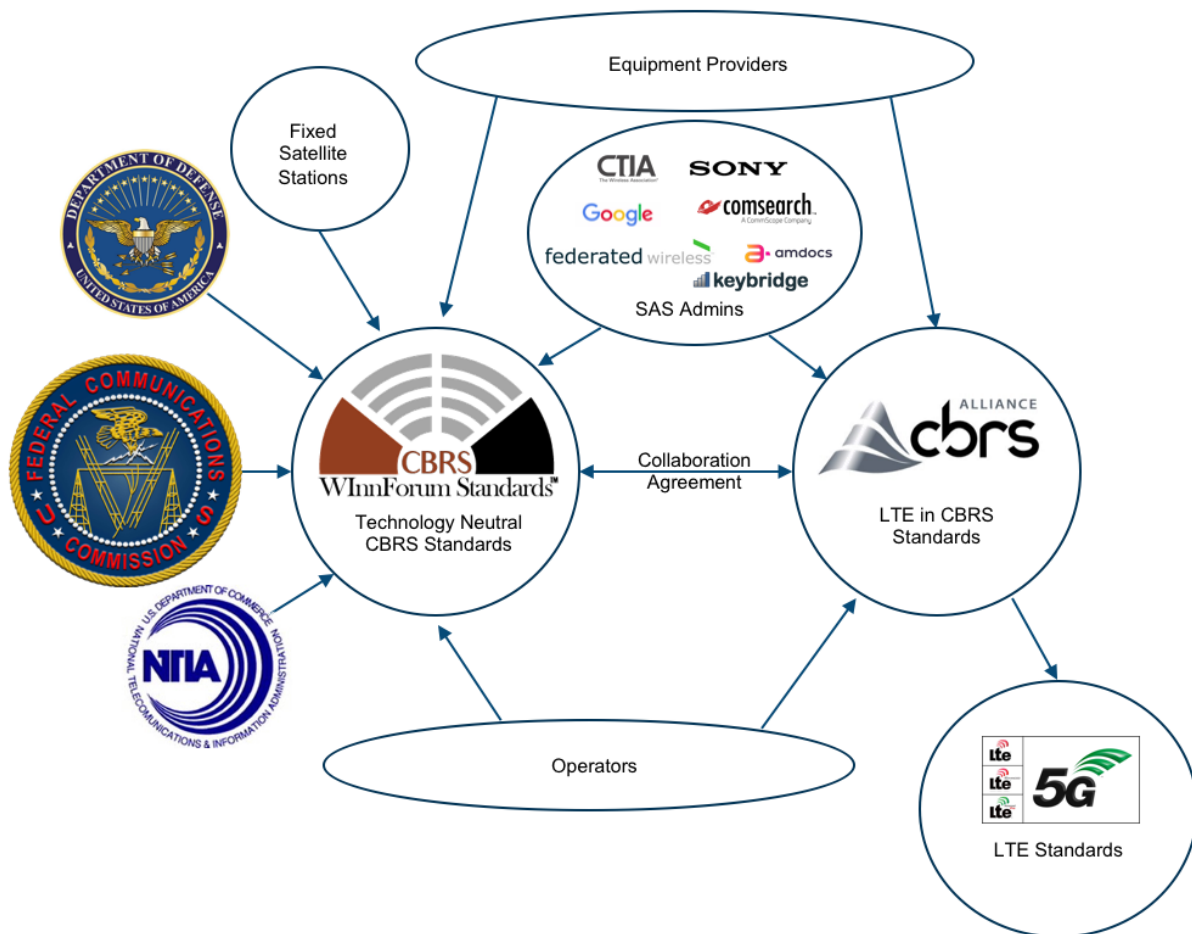 Equipment Providers
Fixed
Satellite
Stations
DEPARTMENT OF DEFENSE
UNITED STATES OF AMERICA
CTIA
The Wireless Association
SONY
Google
comsearch
A CommScope Company
federated wireless
amdocs
keybridge
SAS Admins
FEDERAL COMMUNICATIONS
COMMISSION
U S
CBRS
WInnForum Standards™
Technology Neutral
CBRS Standards
Collaboration
Agreement
ALLIANCE
cbrs
LTE in CBRS
Standards
U.S. DEPARTMENT OF COMMERCE
NATIONAL TELECOMMUNICATIONS & INFORMATION ADMINISTRATION
NTIA
Operators
Lte
Lte
Lte
5G
LTE Standards